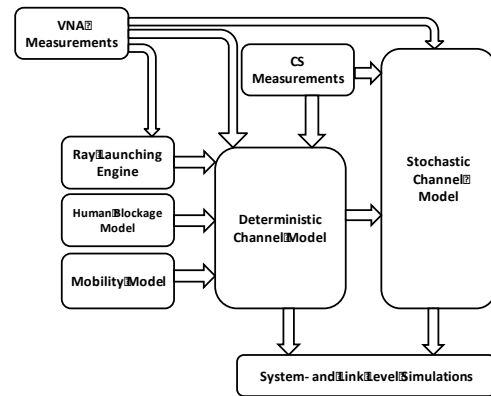 VNA
Measurements
CS
Measurements
Ray Launching
Engine
Stochastic
Channel
Model
Human Blockage
Model
Deterministic
Channel Model
Mobility Model
System- and Link Level Simulations